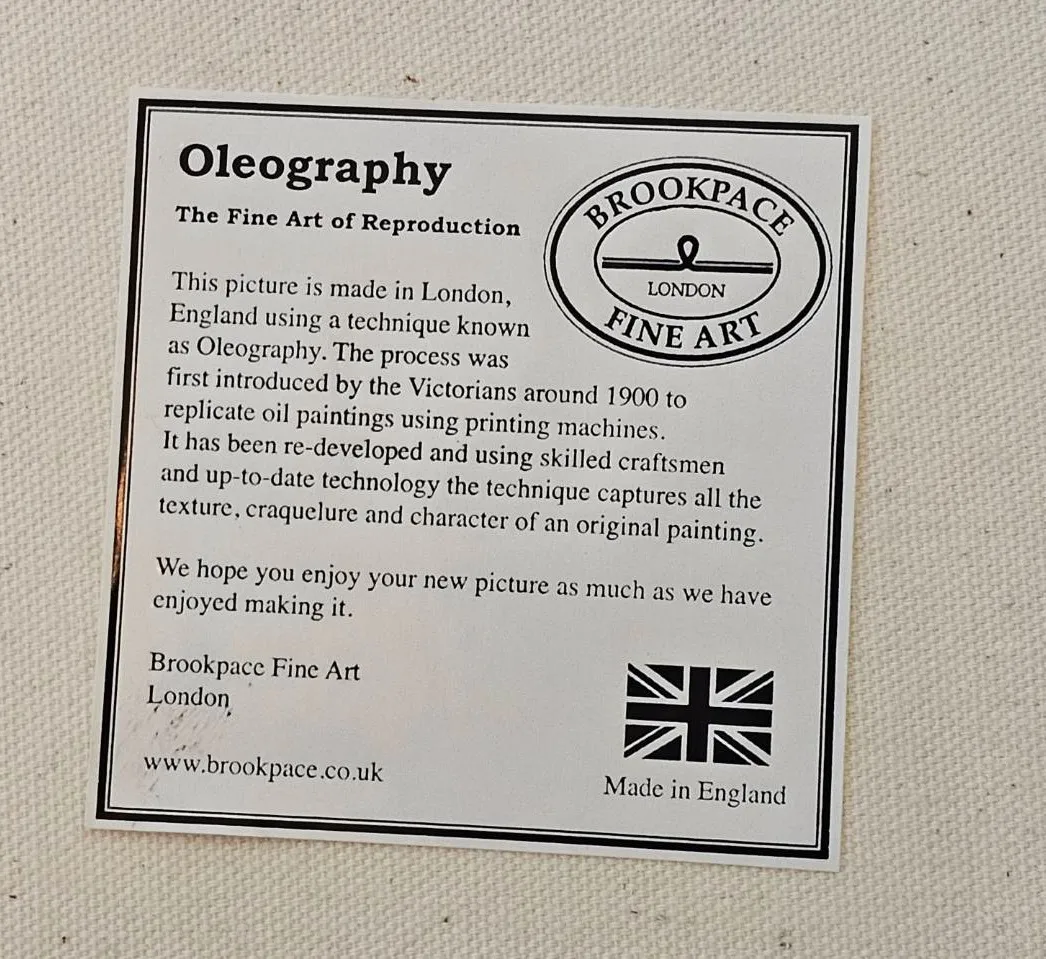 Oleography
The Fine Art of Reproduction
BROOKPACE
LONDON
FINE ART
This picture is made in London,
England using a technique known
as Oleography. The process was
first introduced by the Victorians around 1900 to
replicate oil paintings using printing machines.
It has been re-developed and using skilled craftsmen
and up-to-date technology the technique captures all the
texture, craquelure and character of an original painting.
We hope you enjoy your new picture as much as we have
enjoyed making it.
Brookpace Fine Art
London
www.brookpace.co.uk
Made in England